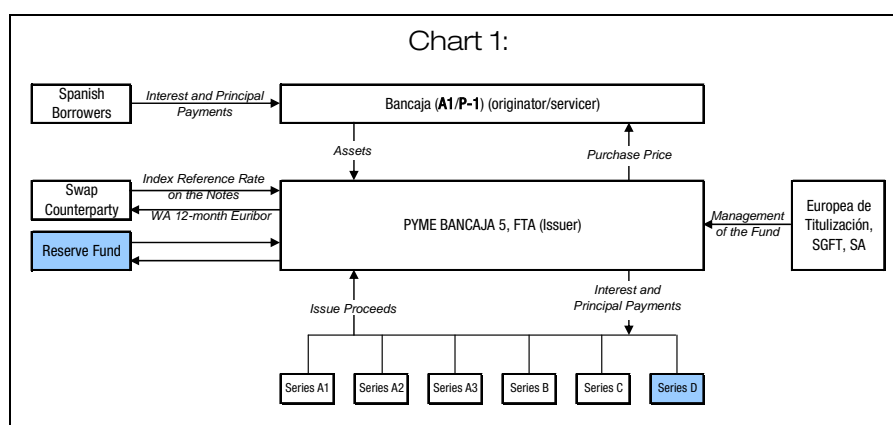 Chart 1:
Spanish
Borrowers
Interest and Principal
Payments
Bancaja (A1/P-1) (originator/servicer)
Assets
Purchase Price
Swap
Counterparty
Index Reference Rate
on the Notes
WA 12-month Euribor
Reserve Fund
PYME BANCAJA 5, FTA (Issuer)
Management
of the Fund
Europea de
Titulización,
SGFT, SA
Issue Proceeds
Interest and
Principal Payments
Series A1
Series A2
Series A3
Series B
Series C
Series D